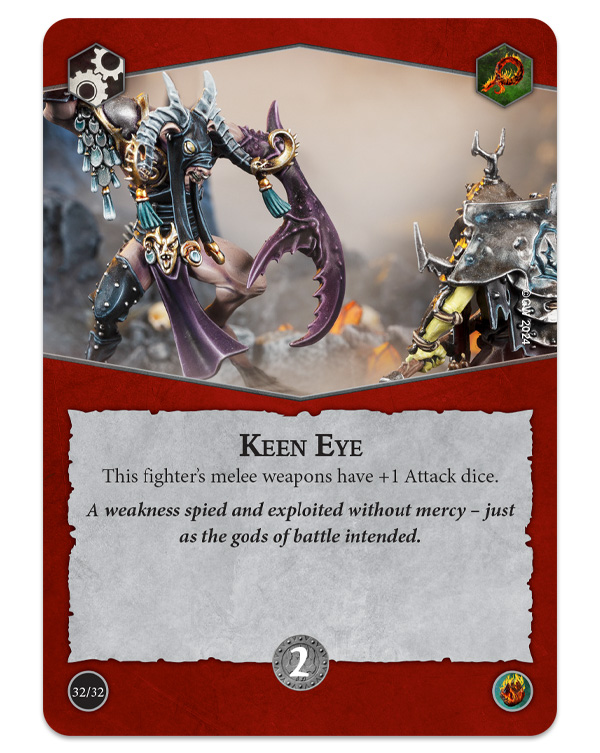 ©GW 2024
KEEN EYE
This fighter's melee weapons have +1 Attack dice.
A weakness spied and exploited without mercy – just
as the gods of battle intended.
2
32/32